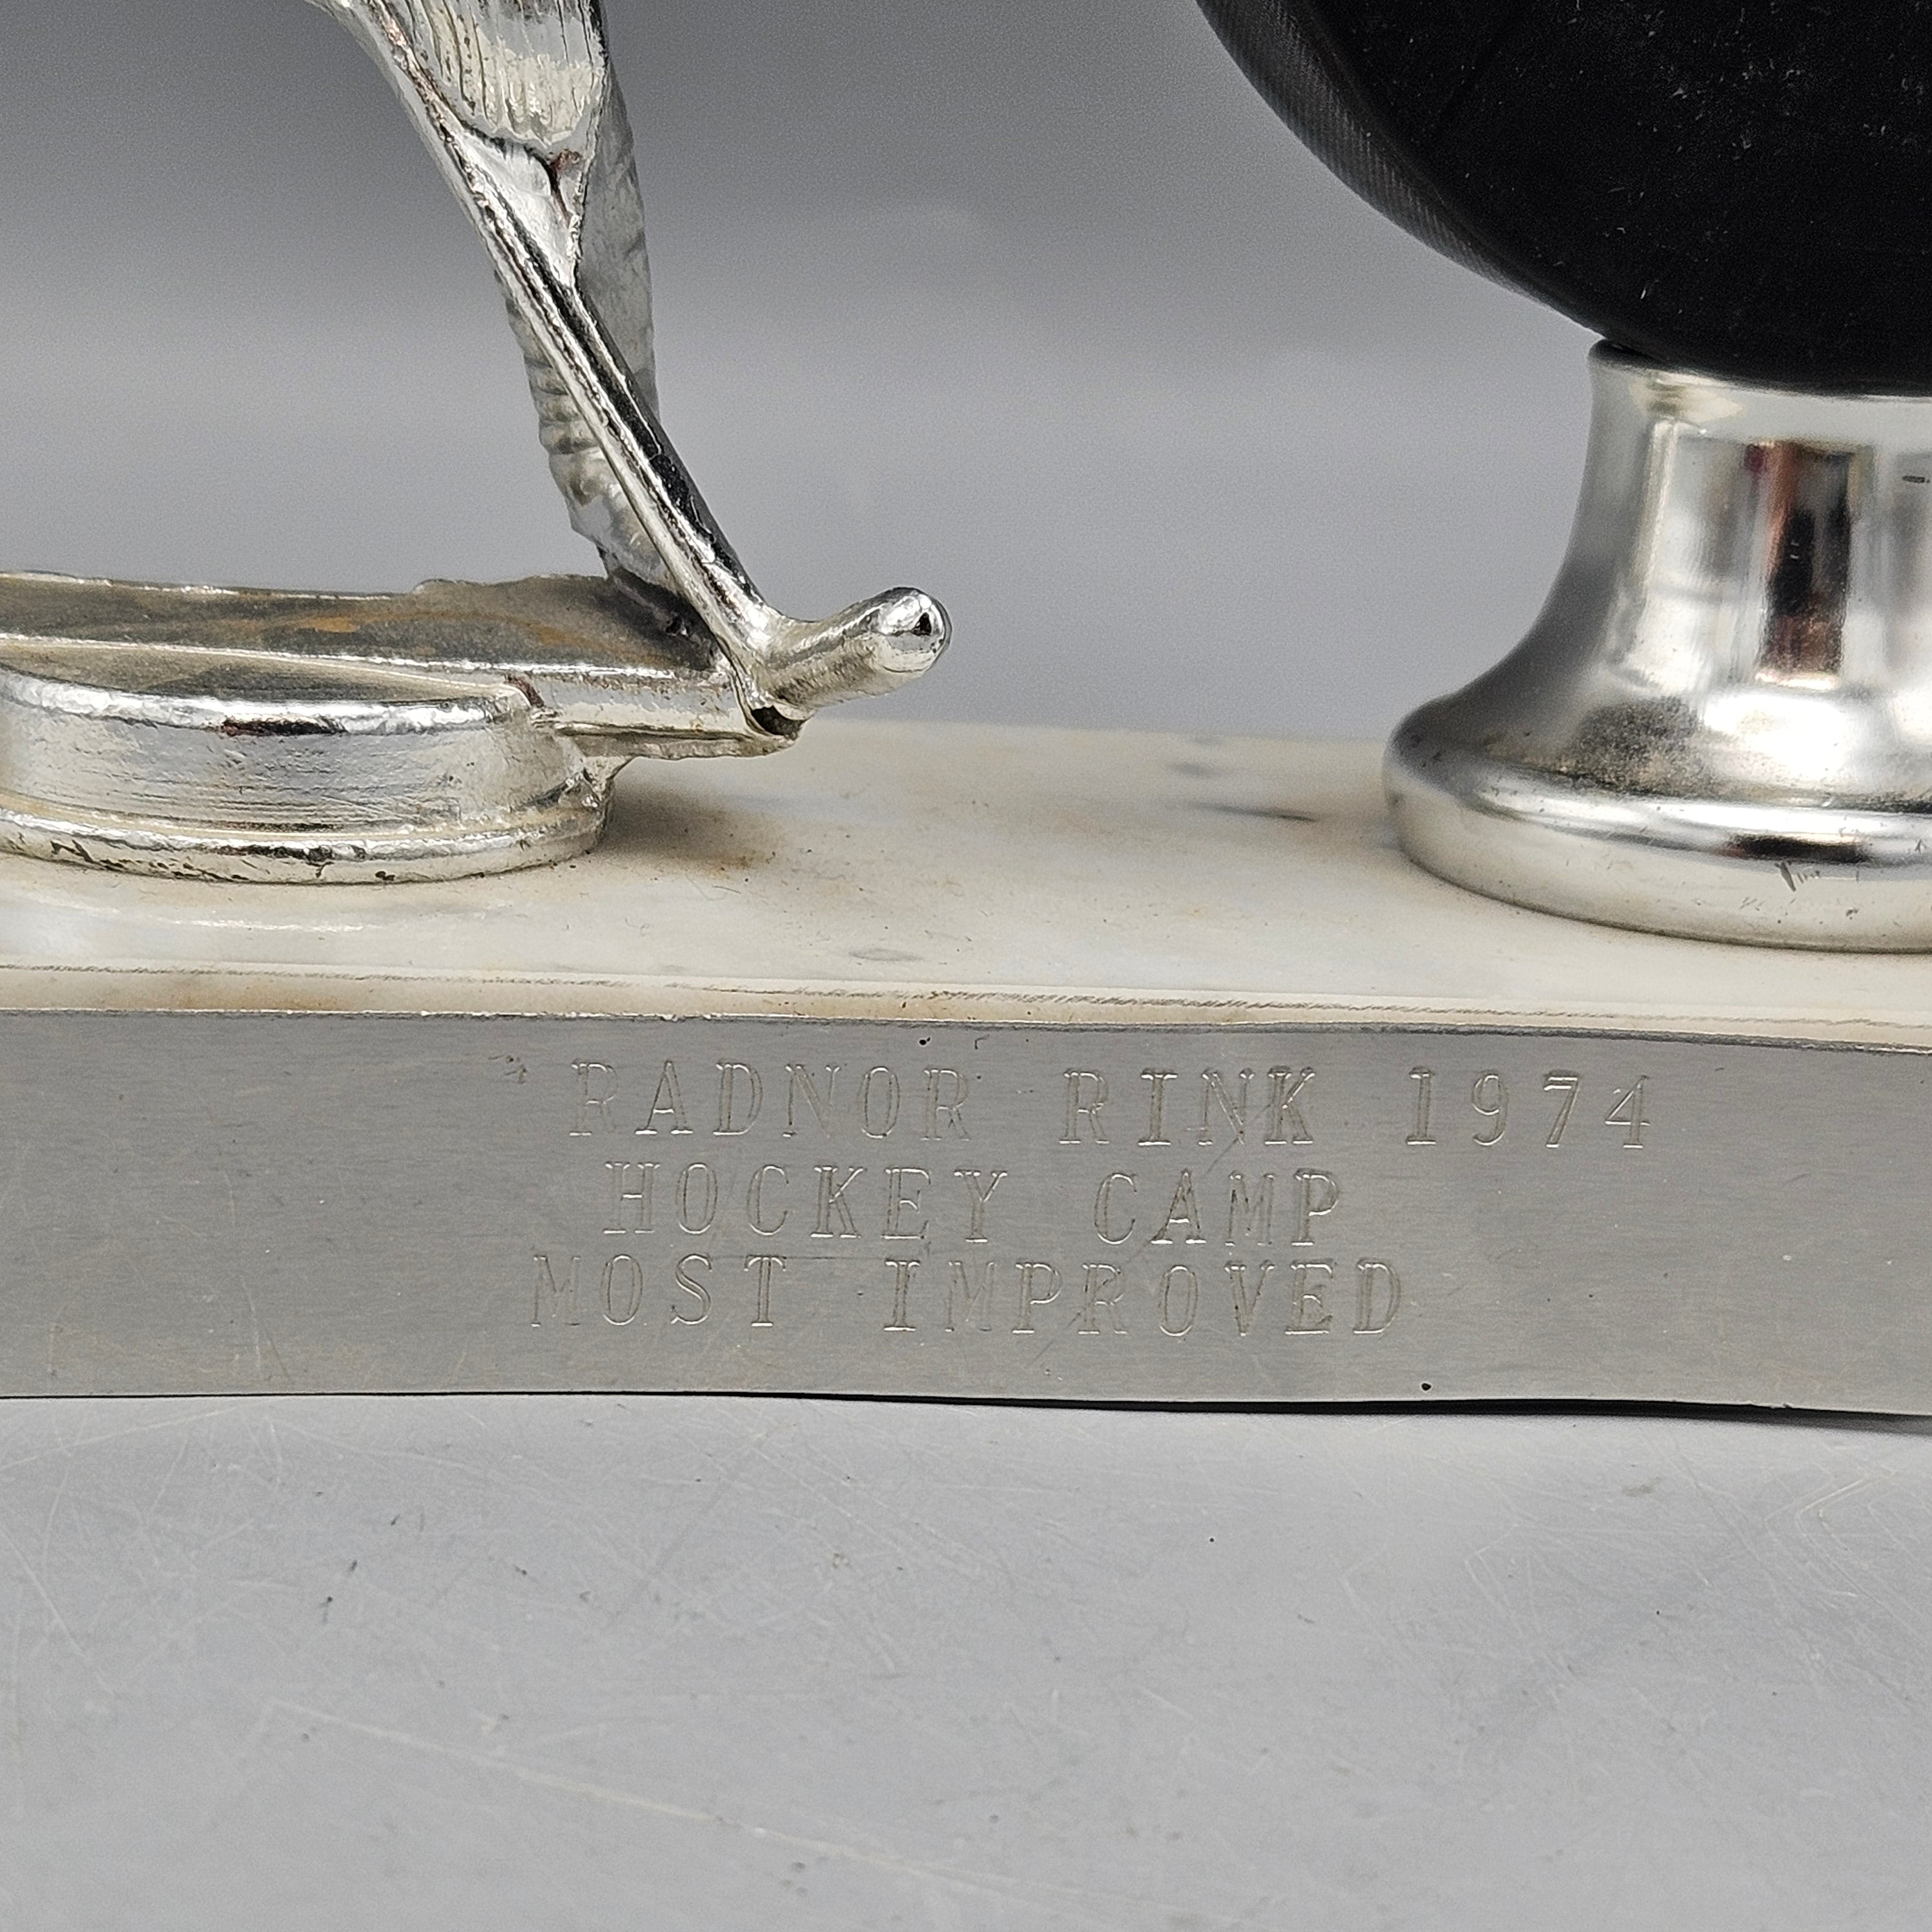 RADNOR RINK 1974
HOCKEY CAMP
MOST IMPROVED